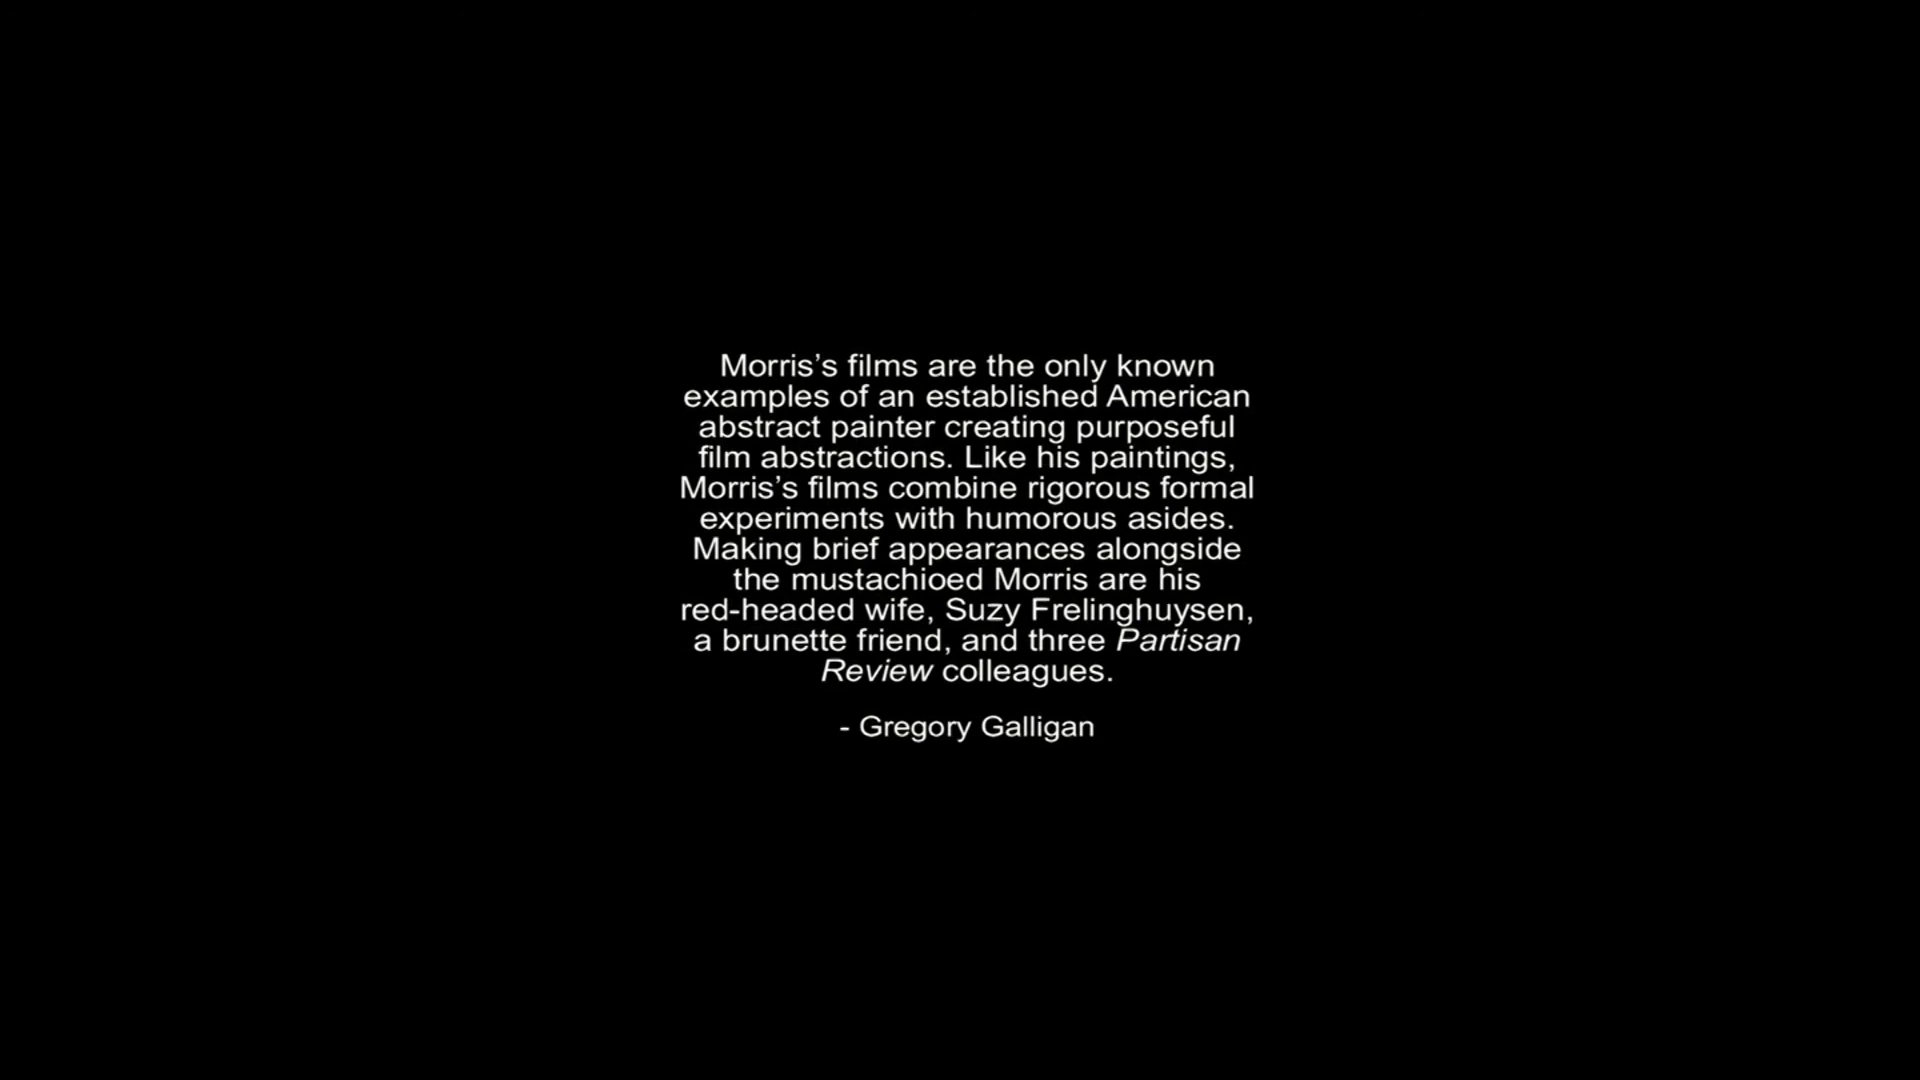 Morris’s films are the only known
examples of an established American
abstract painter creating purposeful
film abstractions. Like his paintings,
Morris’s films combine rigorous formal
experiments with humorous asides.
Making brief appearances alongside
the mustachioed Morris are his
red-headed wife, Suzy Frelinghuysen,
a brunette friend, and three Partisan
Review colleagues.
- Gregory Galligan